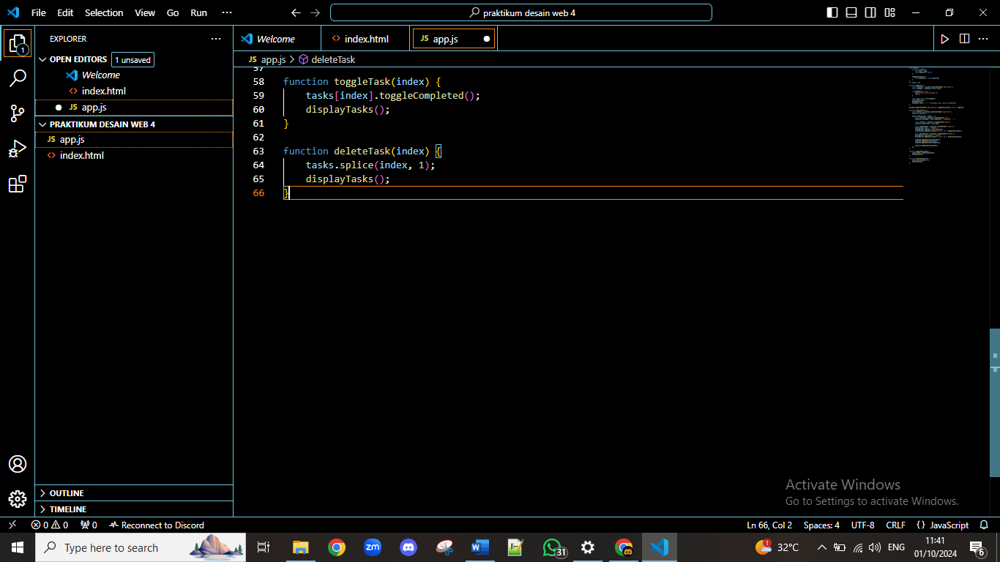 File Edit Selection View Go Run ···
praktikum desain web 4
EXPLORER
OPEN EDITORS 1 unsaved
Welcome
index.html
JS app.js
PRAKTIKUM DESAIN WEB 4
JS app.js
index.html
OUTLINE
TIMELINE
Welcome
index.html
JS app.js
JS app.js > deleteTask
57
58 function toggleTask(index) {
59 tasks[index].toggleCompleted();
60 displayTasks();
61 }
62
63 function deleteTask(index) {
64 tasks.splice(index, 1);
65 displayTasks();
66 }
Activate Windows
Go to Settings to activate Windows.
1
0 0 0 Reconnect to Discord
Ln 66, Col 2 Spaces: 4 UTF-8 CRLF {} JavaScript
Type here to search
zm
W
31
1
32°C
ENG
11:41
01/10/2024
6